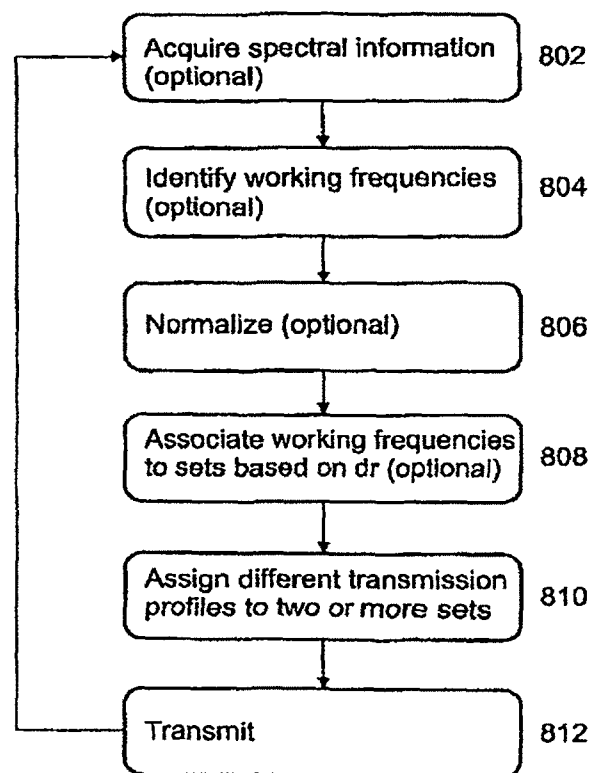 Acquire spectral information
(optional)
802
Identify working frequencies
(optional)
804
Normalize (optional)
806
Associate working frequencies
to sets based on dr (optional)
808
Assign different transmission
profiles to two or more sets
810
Transmit
812